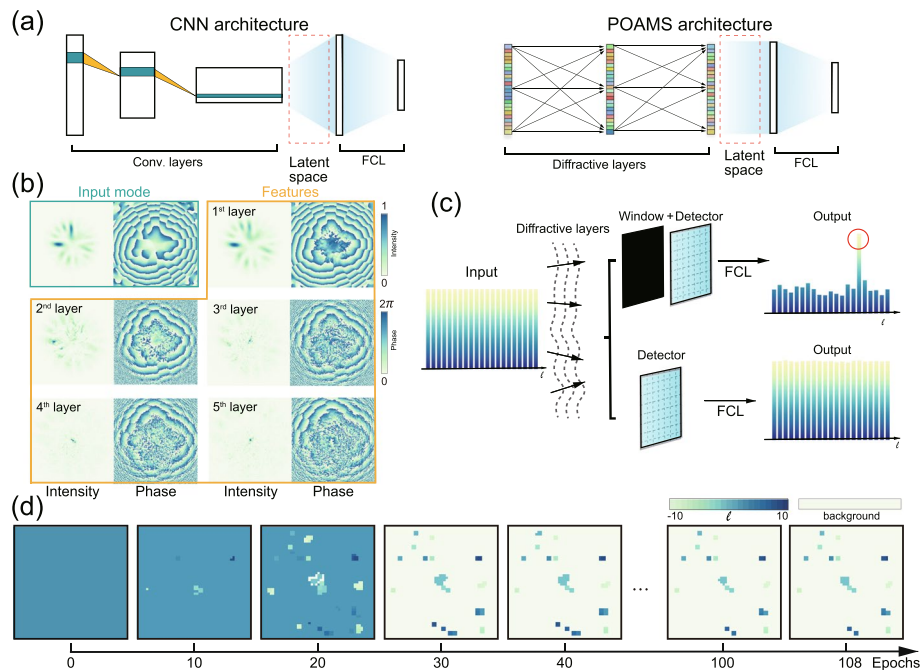 (a)
CNN architecture
POAMS architecture
Conv. layers
Latent
space
FCL
Diffractive layers
Latent
space
FCL
(b)
Input mode
Features
1st layer
1
Intensity
0
2nd layer
3rd layer
2π
Phase
0
4th layer
5th layer
Intensity
Phase
Intensity
Phase
(c)
Diffractive layers
Window + Detector
Output
Input
FCL
ℓ
ℓ
Detector
Output
FCL
ℓ
(d)
-10
ℓ
10
background
...
0
10
20
30
40
100
108
Epochs